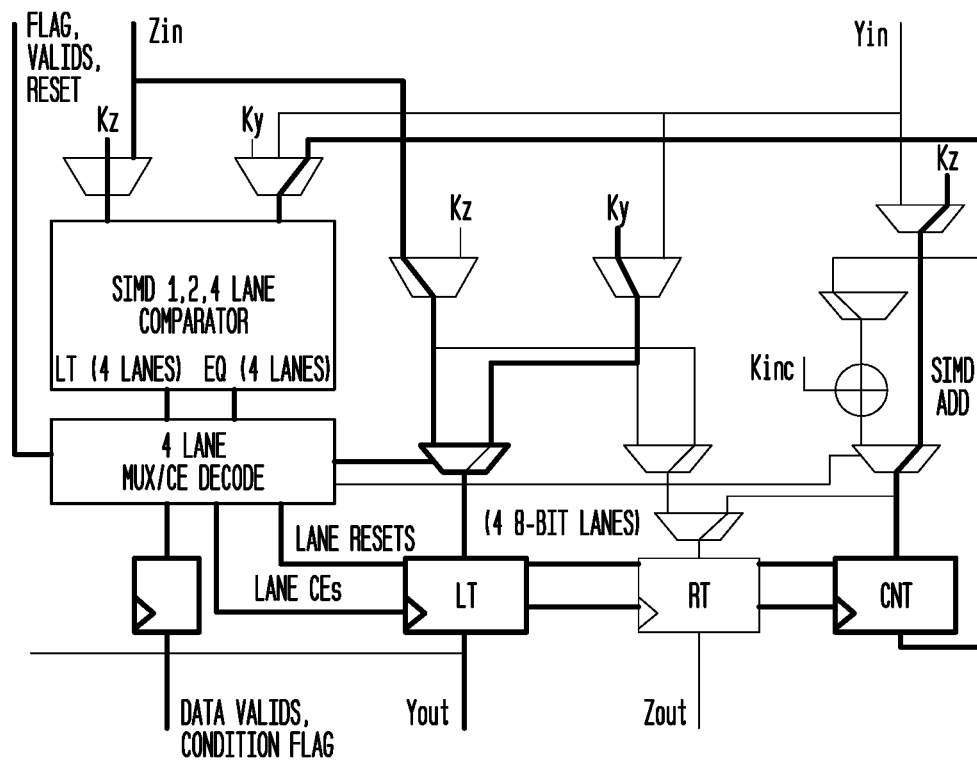 FLAG,
VALIDS,
RESET
Zin
Yin
Kz
Ky
Kz
Kz
Ky
SIMD 1,2,4 LANE
COMPARATOR
LT (4 LANES) EQ (4 LANES)
Kinc
SIMD
ADD
4 LANE
MUX/CE DECODE
(4 8-BIT LANES)
LANE RESETS
LANE CEs
LT
RT
CNT
DATA VALIDS,
CONDITION FLAG
Yout
Zout